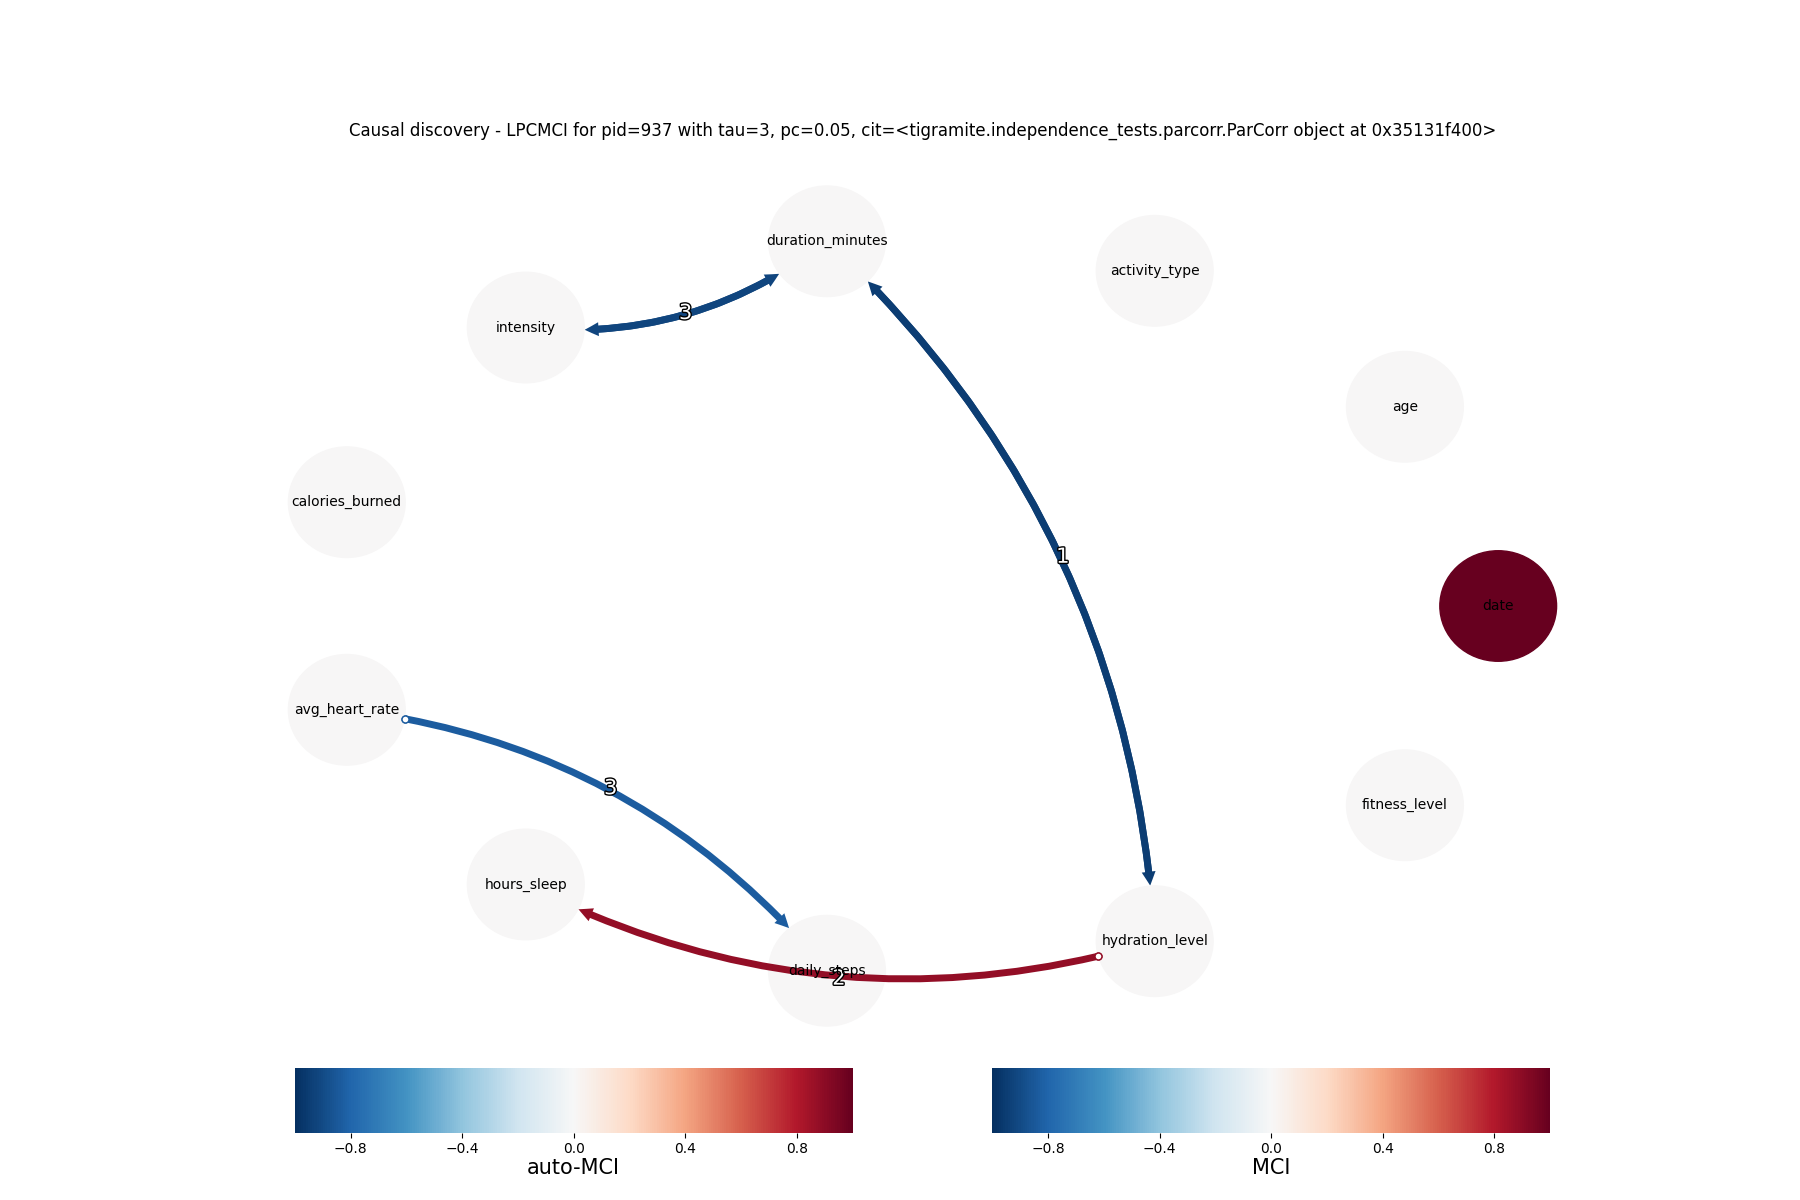 Causal discovery - LPCMCI for pid=937 with tau=3, pc=0.05, cit=<tigramite.independence_tests.parcorr.ParCorr object at 0x35131f400>
duration_minutes
activity_type
intensity
3
age
calories_burned
1
date
avg_heart_rate
3
fitness_level
hours_sleep
hydration_level
daily_steps
2
−0.8 −0.4 0.0 0.4 0.8
auto-MCI
−0.8 −0.4 0.0 0.4 0.8
MCI